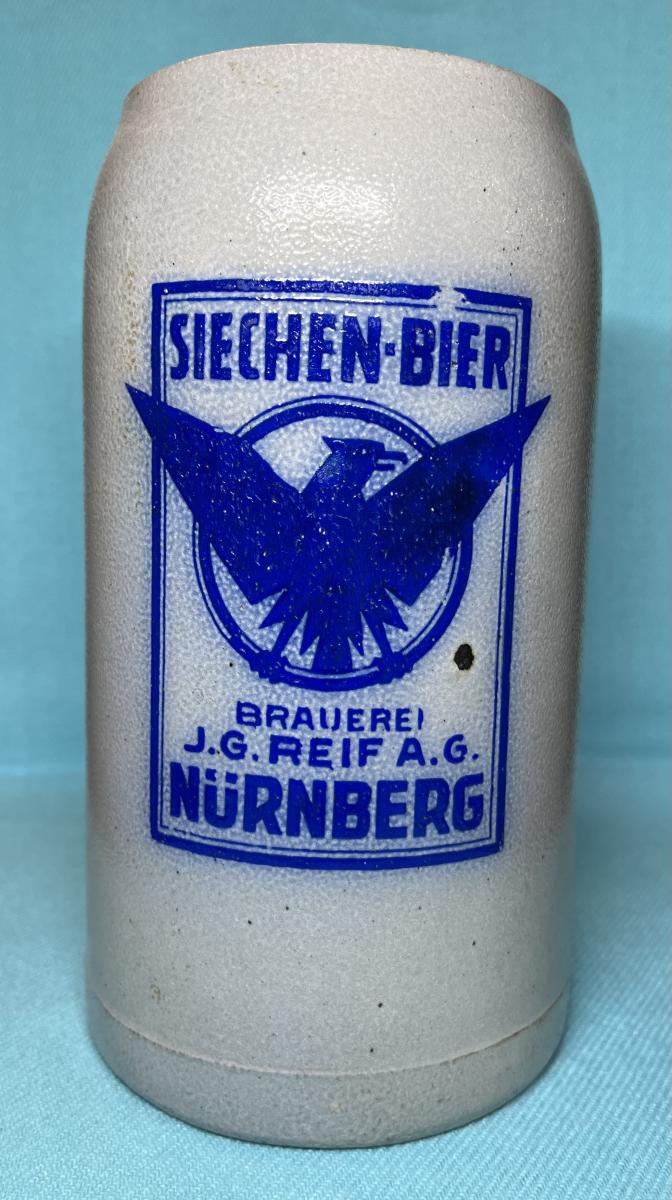 SIECHEN-BIER
BRAUEREI
J.G. REIF A.G.
NÜRNBERG